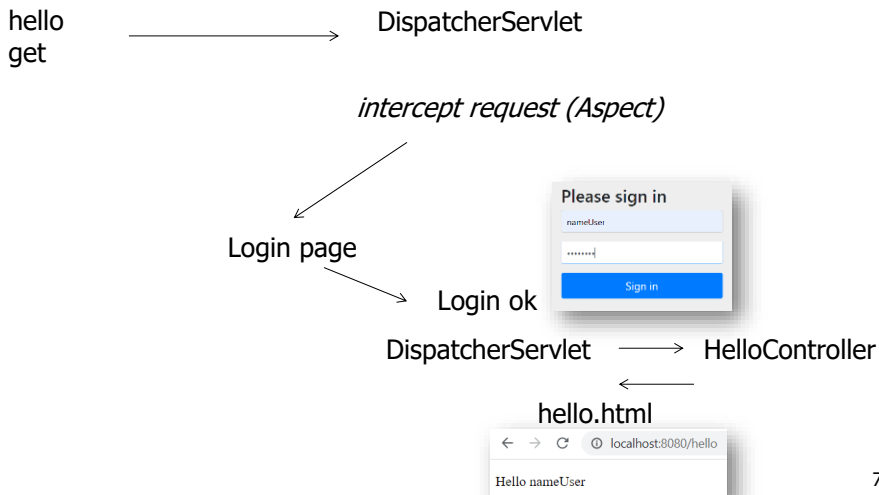 hello
get
DispatcherServlet
intercept request (Aspect)
Please sign in
nameUser
••••••••
Sign in
Login page
Login ok
DispatcherServlet
HelloController
hello.html
localhost:8080/hello
Hello nameUser
7